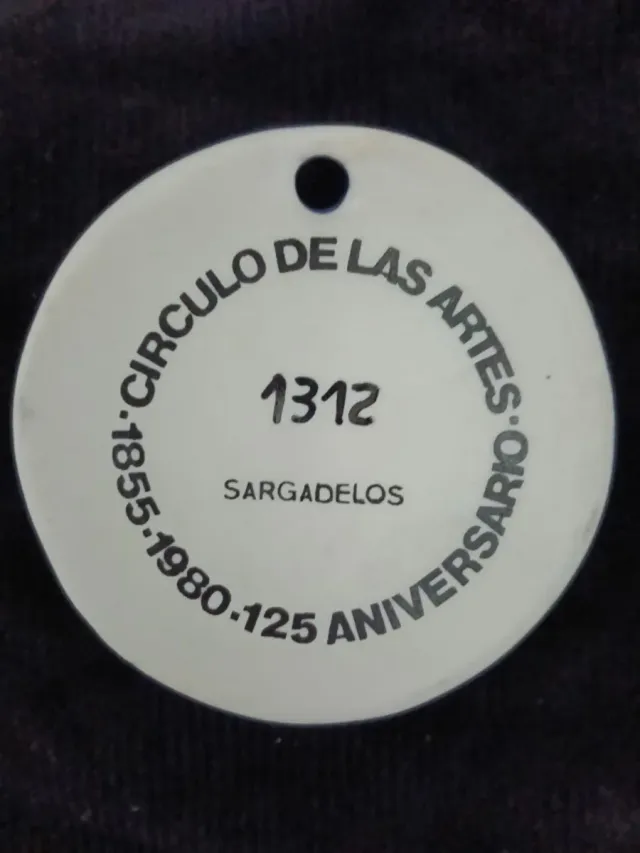 CIRCULO DE LAS ARTES · 1855 · 1980 · 125 ANIVERSARIO ·
1312
SARGADELOS